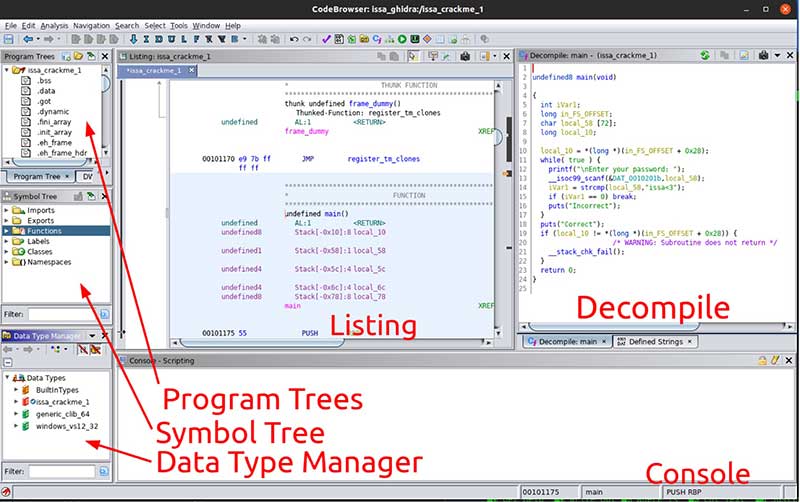 CodeBrowser: issa_ghidra:/issa_crackme_1
File Edit Analysis Navigation Search Select Tools Window Help
I D U L F V B
Program Trees
issa_crackme_1
.bss
.data
.got
.dynamic
.fini_array
.init_array
.eh_frame
.eh_frame_hdr
Program Tree × DV
Symbol Tree
Imports
Exports
Functions
Labels
Classes
Namespaces
Filter:
Data Type Manager
Data Types
BuiltInTypes
issa_crackme_1
generic_clib_64
windows_vs12_32
Filter:
Listing: issa_crackme_1
*issa_crackme_1 ×
* THUNK FUNCTION
******************************************
thunk undefined frame_dummy()
Thunked-Function: register_tm_clones
undefined AL:1 <RETURN>
frame_dummy XREF
00101170 e9 7b ff JMP register_tm_clones
ff ff
******************************************
* FUNCTION
******************************************
undefined main()
undefined AL:1 <RETURN>
undefined8 Stack[-0x10]:8 local_10
undefined1 Stack[-0x58]:1 local_58
undefined4 Stack[-0x5c]:4 local_5c
undefined4 Stack[-0x6c]:4 local_6c
undefined8 Stack[-0x78]:8 local_78
main XREF
00101175 55 PUSH
Listing
Decompile: main - (issa_crackme_1)
1
2 undefined8 main(void)
3
4 {
5 int iVar1;
6 long in_FS_OFFSET;
7 char local_58 [72];
8 long local_10;
9
10 local_10 = *(long *)(in_FS_OFFSET + 0x28);
11 while( true ) {
12 printf("\nEnter your password: ");
13 __isoc99_scanf(&DAT_0010201b,local_58);
14 iVar1 = strcmp(local_58,"issa<3");
15 if (iVar1 == 0) break;
16 puts("Incorrect");
17 }
18 puts("Correct");
19 if (local_10 != *(long *)(in_FS_OFFSET + 0x28)) {
20 /* WARNING: Subroutine does not return */
21 __stack_chk_fail();
22 }
23 return 0;
24 }
25
Decompile
Decompile: main × Defined Strings ×
Console - Scripting
Program Trees
Symbol Tree
Data Type Manager
Console
00101175 main PUSH RBP